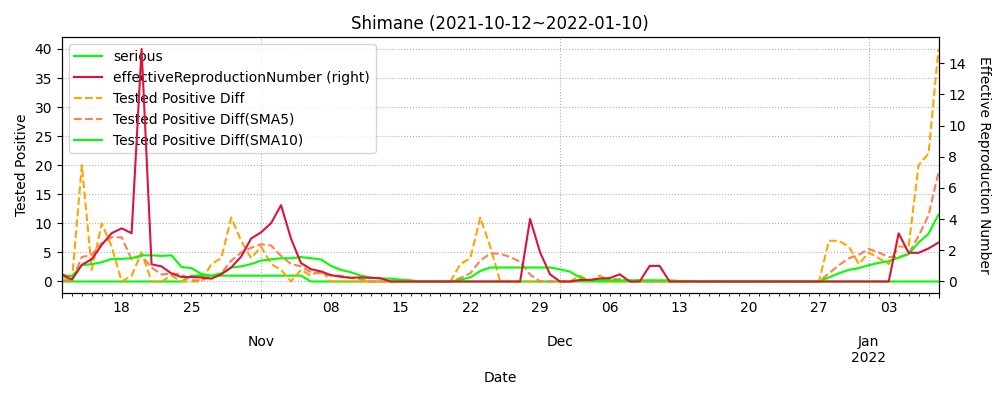 Shimane (2021-10-12~2022-01-10)
serious
effectiveReproductionNumber (right)
Tested Positive Diff
Tested Positive Diff(SMA5)
Tested Positive Diff(SMA10)
Tested Positive
40
35
30
25
20
15
10
5
0
14
12
10
8
6
4
2
0
Effective Reproduction Number
18 25 08 15 22 29 06 13 20 27 03
Nov Dec Jan
2022
Date